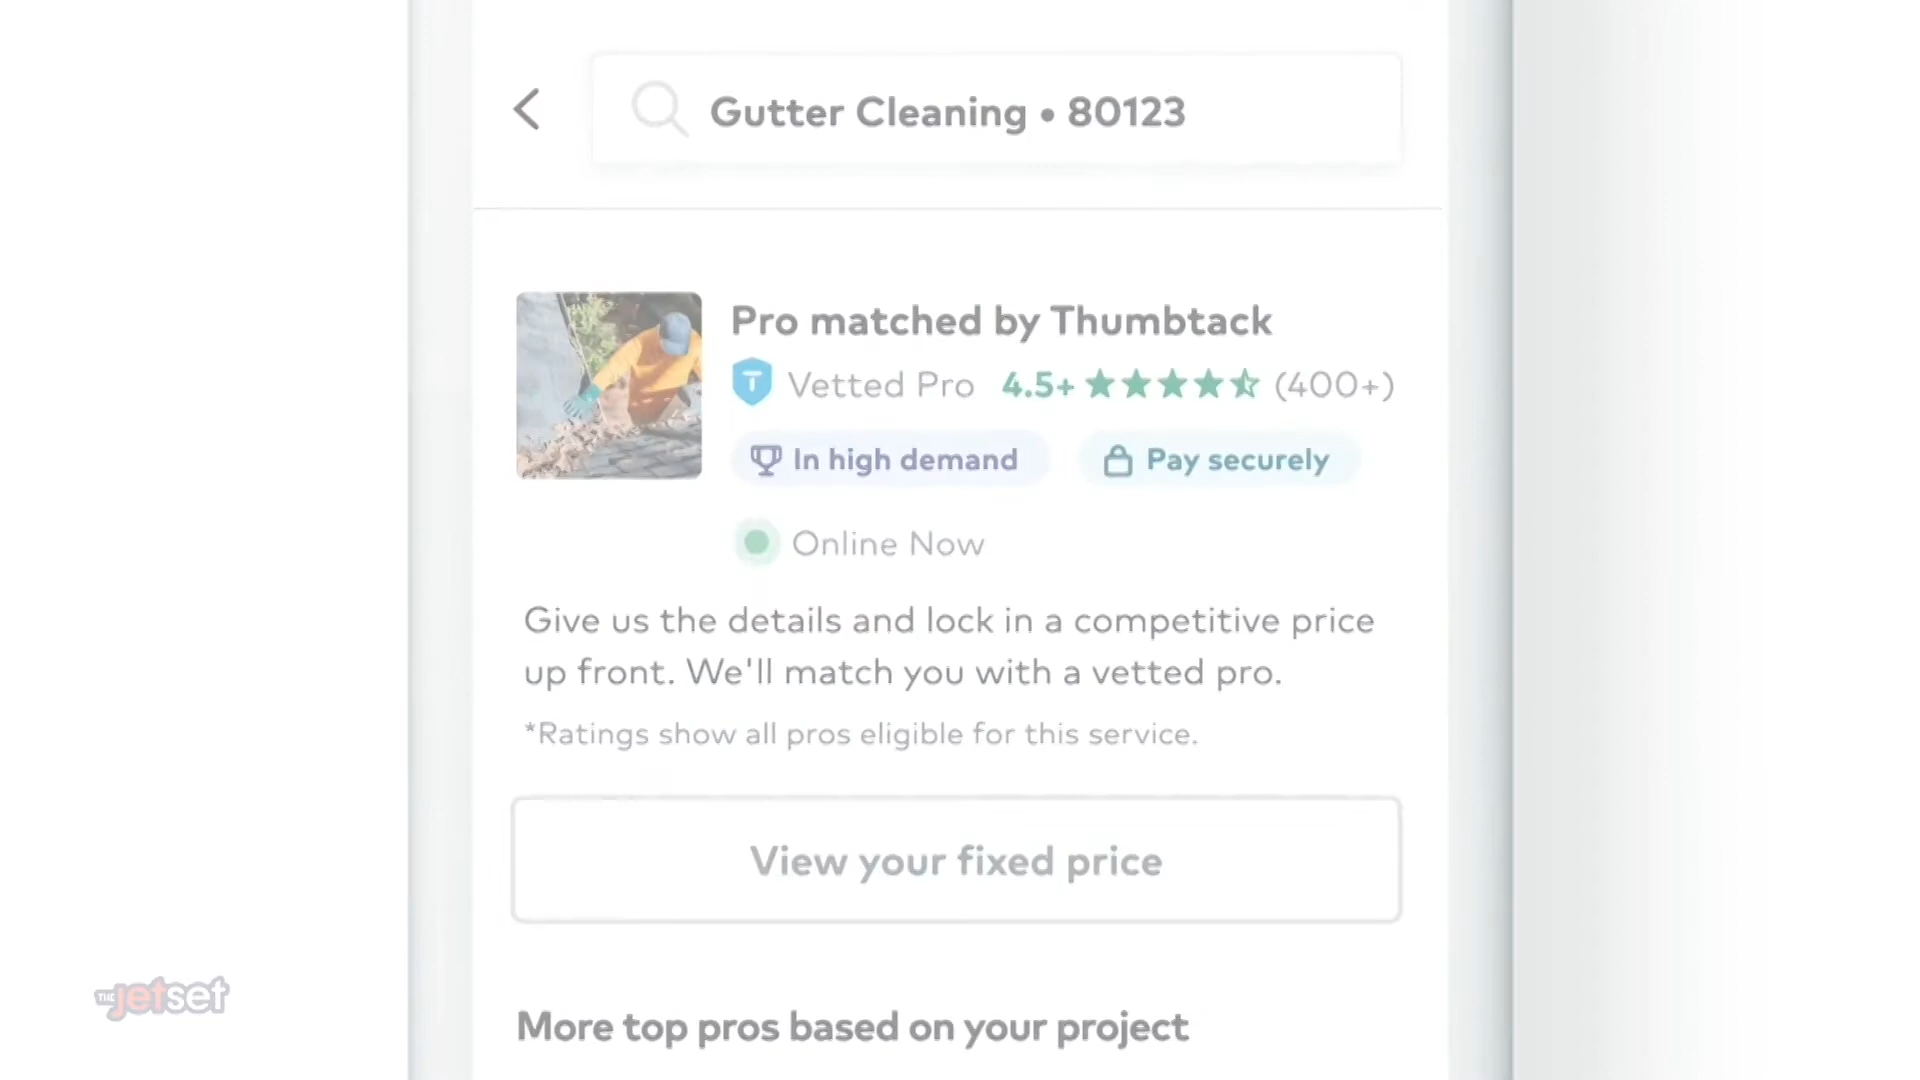 Gutter Cleaning • 80123
Pro matched by Thumbtack
T Vetted Pro 4.5+ (400+)
In high demand Pay securely
Online Now
Give us the details and lock in a competitive price
up front. We'll match you with a vetted pro.
*Ratings show all pros eligible for this service.
View your fixed price
THE jetset
More top pros based on your project